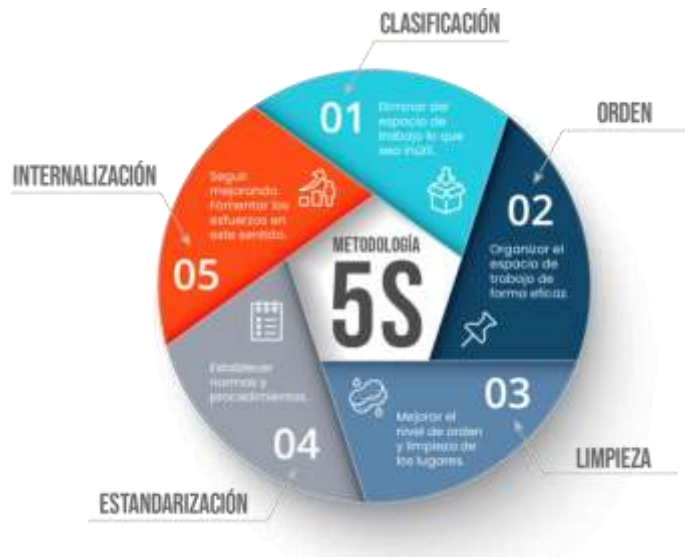 CLASIFICACIÓN
01
Eliminar del
espacio de
trabajo lo que
sea inútil.
ORDEN
02
Organizar el
espacio de
trabajo de
forma eficaz.
LIMPIEZA
03
Mejorar el
nivel de orden
y limpieza de
los lugares.
ESTANDARIZACIÓN
04
Establecer
normas y
procedimientos.
INTERNALIZACIÓN
05
Seguir
mejorando.
Fomentar los
esfuerzos en
este sentido.
METODOLOGÍA
5S